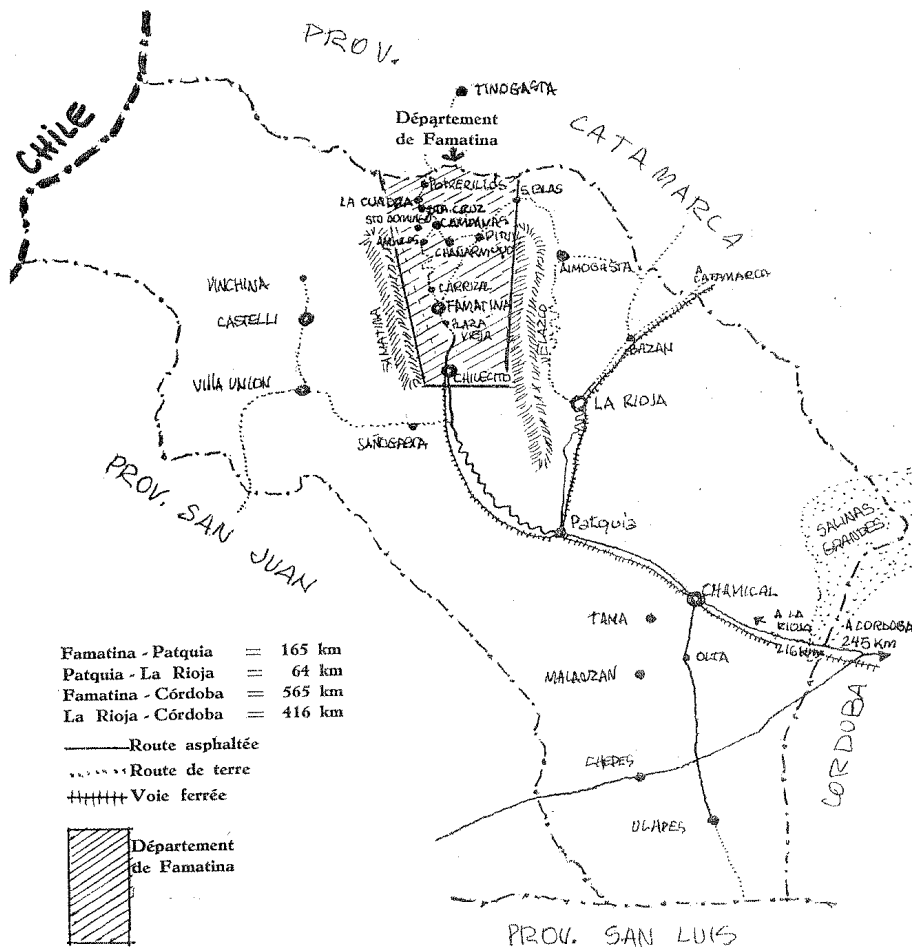 PROV.
CATAMARCA
CHILE
TINOGASTA
Département
de Famatina
POTRERILLOS
LA CUADRA
STA. CRUZ
S. BLAS
STO DOMINGO
CAMPANAS
ANGULOS
CHAÑARMUYO
PITUIL
AIMOGASTA
A
CATAMARCA
VINCHINA
CARRIZAL
FAMATINA
FAMATINA
VELAZCO
CASTELLI
PLAZA
VIEJA
BAZAN
CHILECITO
VILLA UNION
LA RIOJA
SAÑOGASTA
PROV. SAN JUAN
Patquia
SALINAS
GRANDES
CHAMICAL
TAMA
A LA
RIOJA
216 KM
A CORDOBA
245 KM
OLTA
MALANZAN
CORDOBA
CHEPES
ULAPES
PROV. SAN LUIS
Famatina - Patquia = 165 km
Patquia - La Rioja = 64 km
Famatina - Córdoba = 565 km
La Rioja - Córdoba = 416 km
Route asphaltée
Route de terre
Voie ferrée
Département
de Famatina